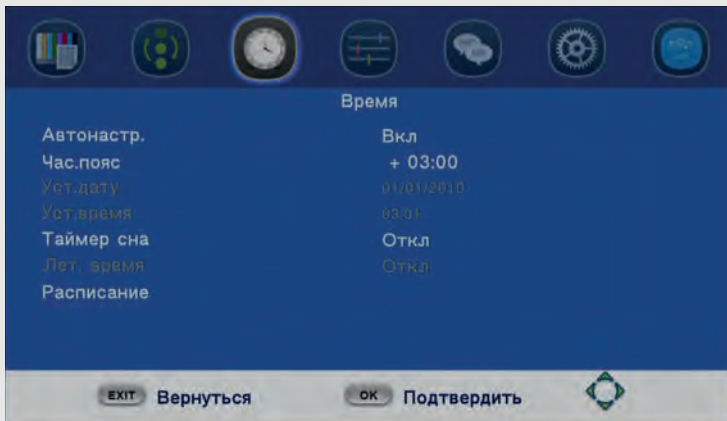 Время
Автонастр. Вкл
Час.пояс + 03:00
Уст.дату 01/01/2010
Уст.время 03:01
Таймер сна Откл
Лет. время Откл
Расписание
EXIT Вернуться OK Подтвердить